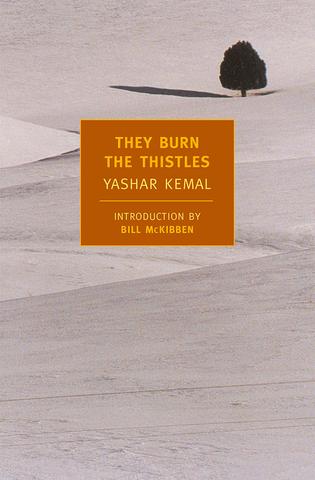 THEY BURN
THE THISTLES
YASHAR KEMAL
INTRODUCTION BY
BILL McKIBBEN